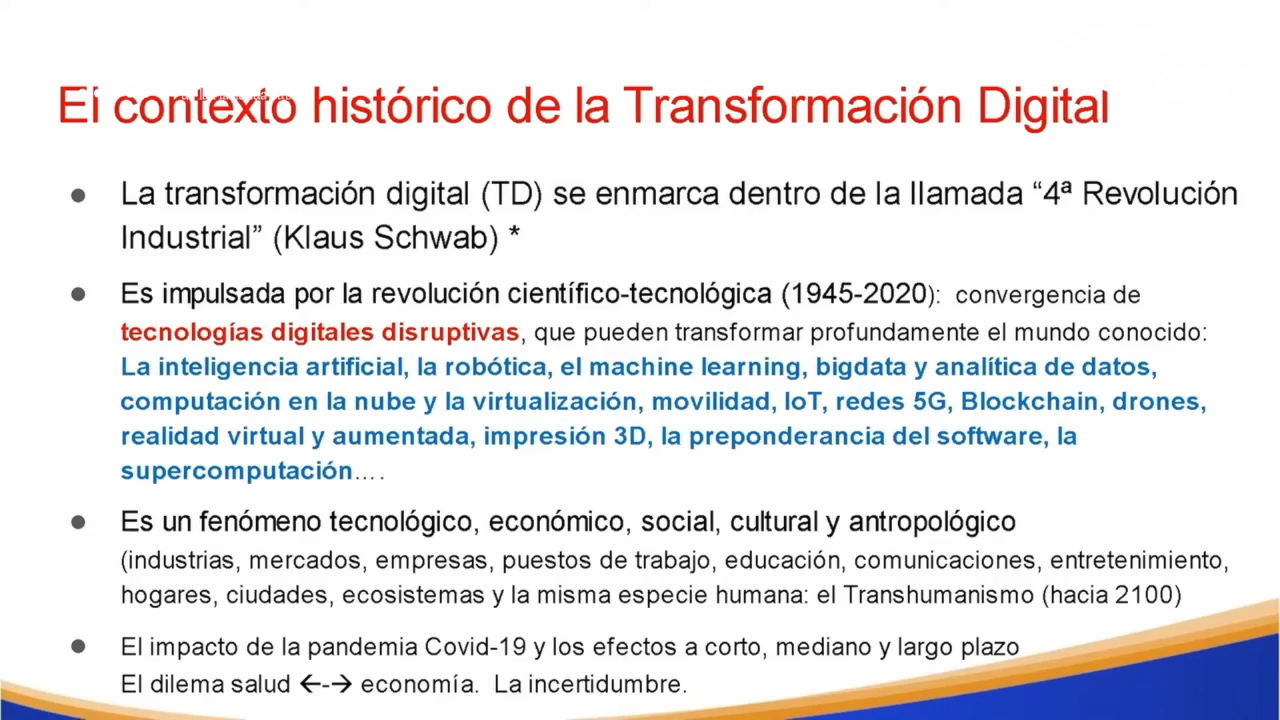 El contexto histórico de la Transformación Digital
● La transformación digital (TD) se enmarca dentro de la llamada “4ª Revolución
Industrial” (Klaus Schwab) *
● Es impulsada por la revolución científico-tecnológica (1945-2020): convergencia de
tecnologías digitales disruptivas, que pueden transformar profundamente el mundo conocido:
La inteligencia artificial, la robótica, el machine learning, bigdata y analítica de datos,
computación en la nube y la virtualización, movilidad, IoT, redes 5G, Blockchain, drones,
realidad virtual y aumentada, impresión 3D, la preponderancia del software, la
supercomputación….
● Es un fenómeno tecnológico, económico, social, cultural y antropológico
(industrias, mercados, empresas, puestos de trabajo, educación, comunicaciones, entretenimiento,
hogares, ciudades, ecosistemas y la misma especie humana: el Transhumanismo (hacia 2100)
● El impacto de la pandemia Covid-19 y los efectos a corto, mediano y largo plazo
El dilema salud ←-→ economía. La incertidumbre.